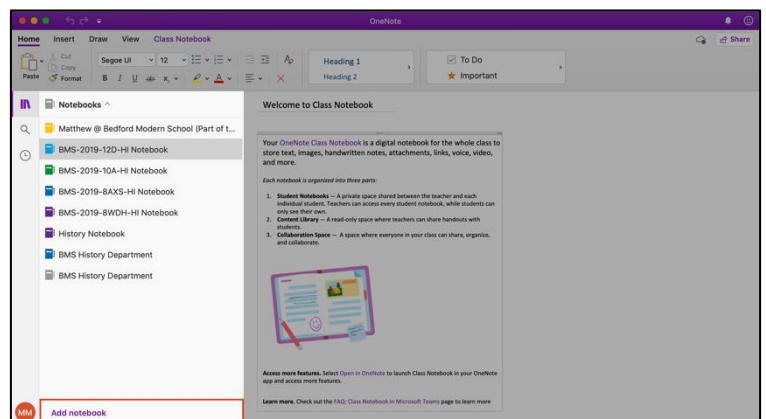 OneNote
Home Insert Draw View Class Notebook
Share
Paste
Cut
Copy
Format
Segoe UI 12
B I U ab X
Heading 1
Heading 2
To Do
Important
Notebooks
Matthew @ Bedford Modern School (Part of t...
BMS-2019-12D-HI Notebook
BMS-2019-10A-HI Notebook
BMS-2019-8AXS-HI Notebook
BMS-2019-8WDH-HI Notebook
History Notebook
BMS History Department
BMS History Department
MM
Add notebook
Welcome to Class Notebook
Your OneNote Class Notebook is a digital notebook for the whole class to
store text, images, handwritten notes, attachments, links, voice, video,
and more.
Each notebook is organized into three parts:
1. Student Notebooks — A private space shared between the teacher and each
individual student. Teachers can access every student notebook, while students can
only see their own.
2. Content Library — A read-only space where teachers can share handouts with
students.
3. Collaboration Space — A space where everyone in your class can share, organize,
and collaborate.
Access more features. Select Open in OneNote to launch Class Notebook in your OneNote
app and access more features.
Learn more. Check out the FAQ: Class Notebook in Microsoft Teams page to learn more